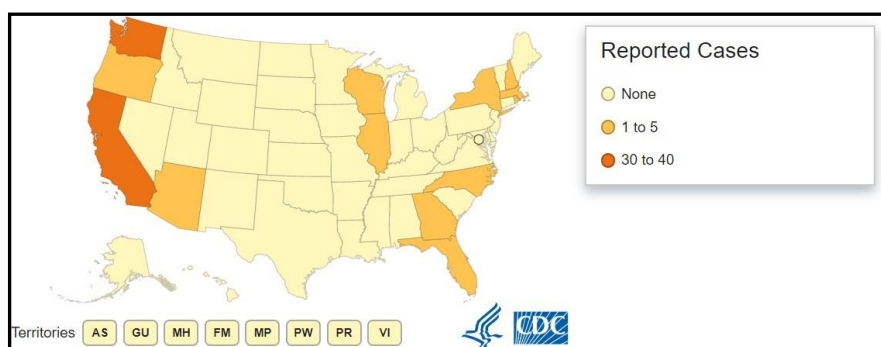 Reported Cases
None
1 to 5
30 to 40
Territories AS GU MH FM MP PW PR VI
CDC